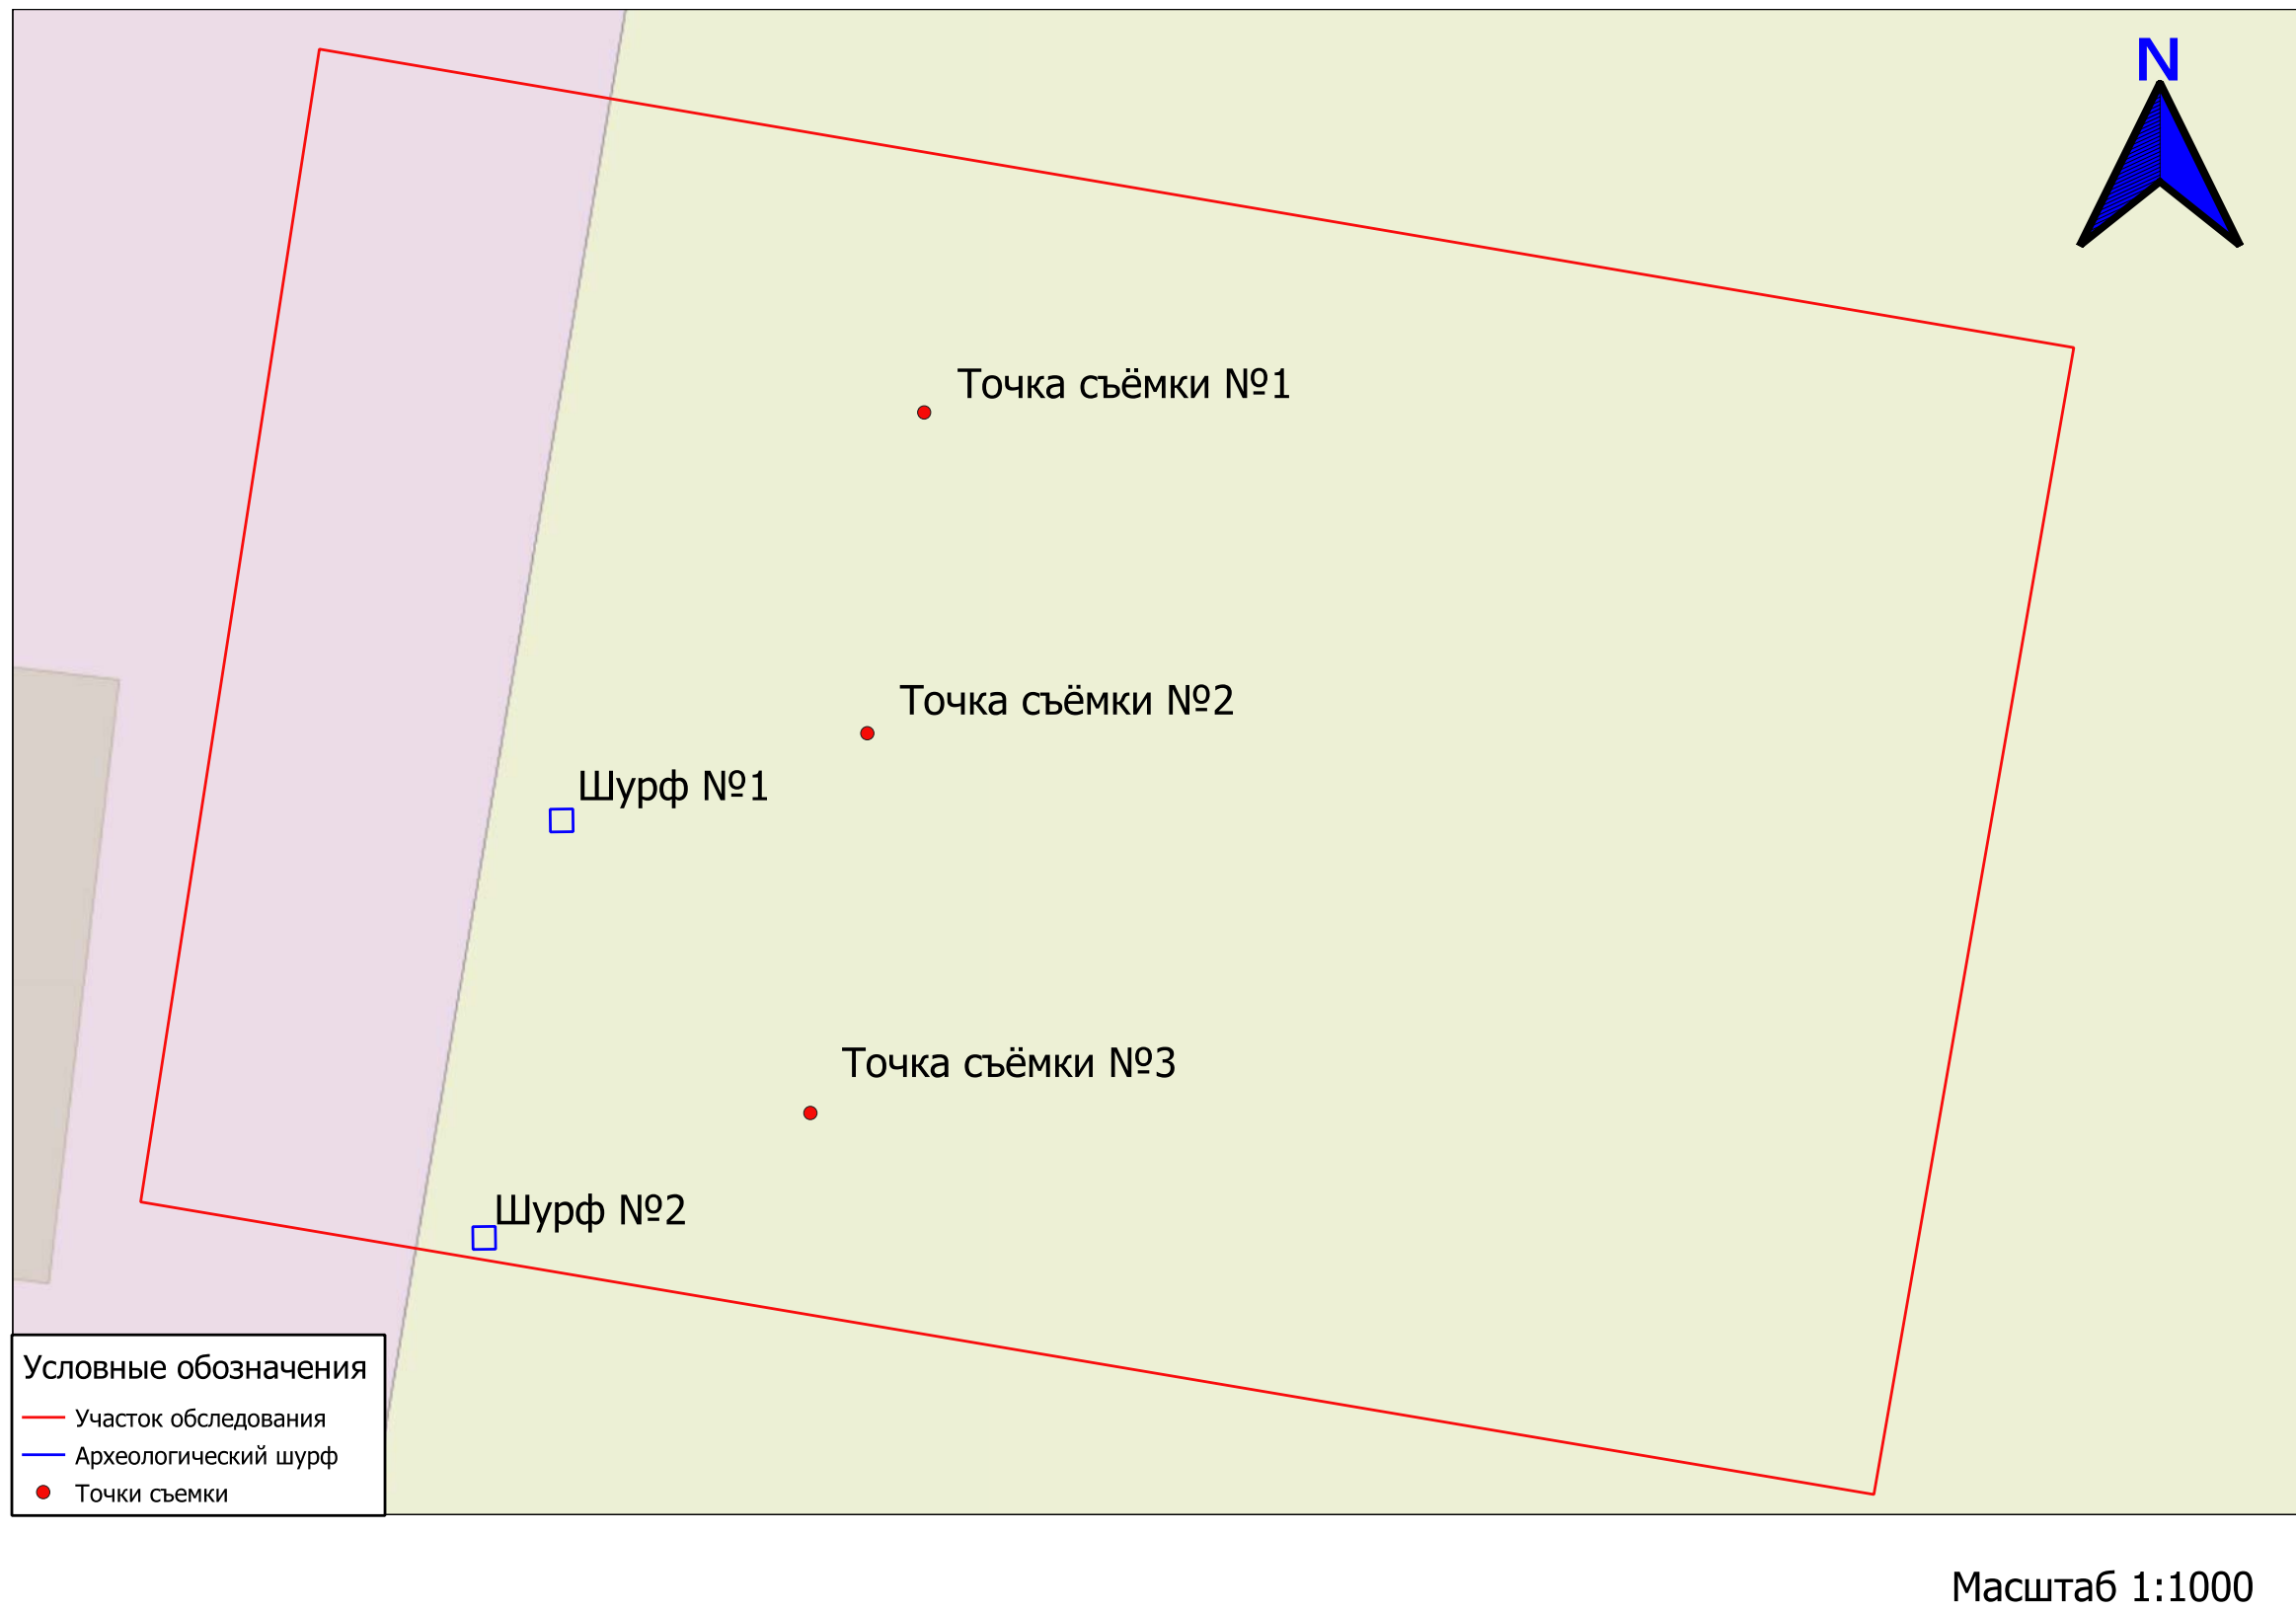 N
Точка съёмки №1
Точка съёмки №2
Шурф №1
Точка съёмки №3
Шурф №2
Условные обозначения
Участок обследования
Археологический шурф
Точки съемки
Масштаб 1:1000